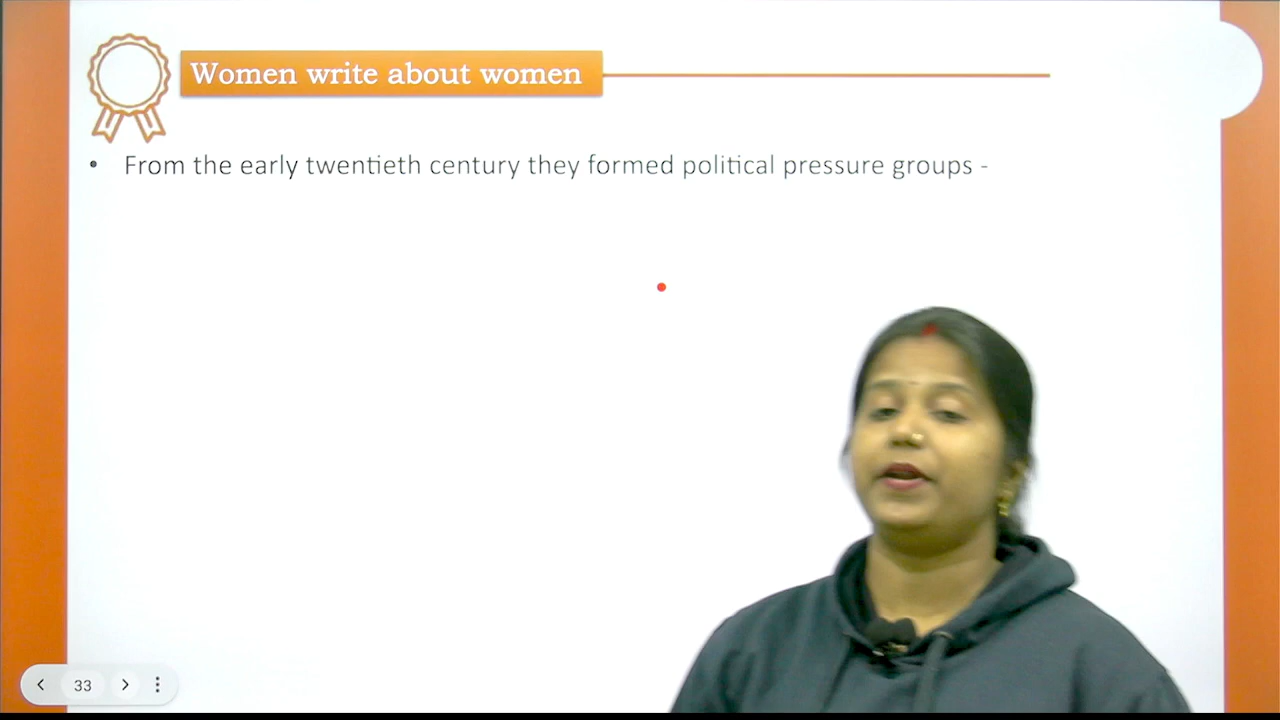 Women write about women
• From the early twentieth century they formed political pressure groups -
33